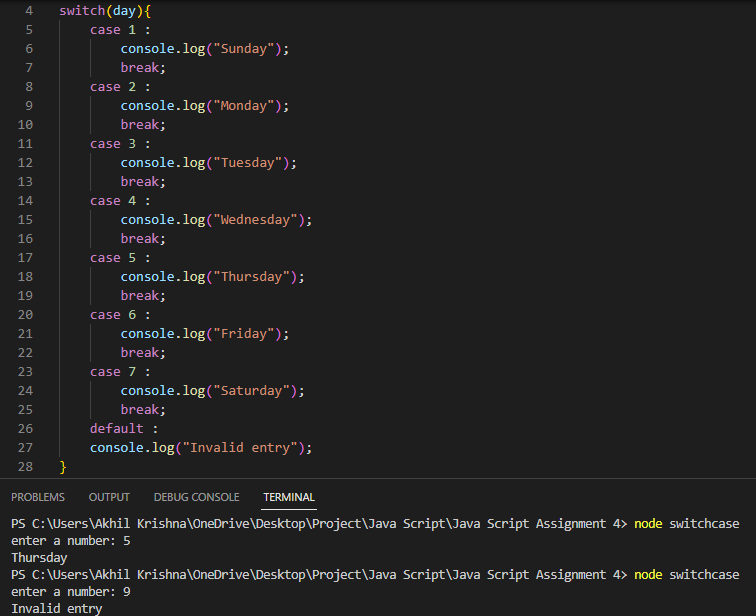 4 switch(day){
5 case 1 :
6 console.log("Sunday");
7 break;
8 case 2 :
9 console.log("Monday");
10 break;
11 case 3 :
12 console.log("Tuesday");
13 break;
14 case 4 :
15 console.log("Wednesday");
16 break;
17 case 5 :
18 console.log("Thursday");
19 break;
20 case 6 :
21 console.log("Friday");
22 break;
23 case 7 :
24 console.log("Saturday");
25 break;
26 default :
27 console.log("Invalid entry");
28 }
PROBLEMS OUTPUT DEBUG CONSOLE TERMINAL
PS C:\Users\Akhil Krishna\OneDrive\Desktop\Project\Java Script\Java Script Assignment 4> node switchcase
enter a number: 5
Thursday
PS C:\Users\Akhil Krishna\OneDrive\Desktop\Project\Java Script\Java Script Assignment 4> node switchcase
enter a number: 9
Invalid entry